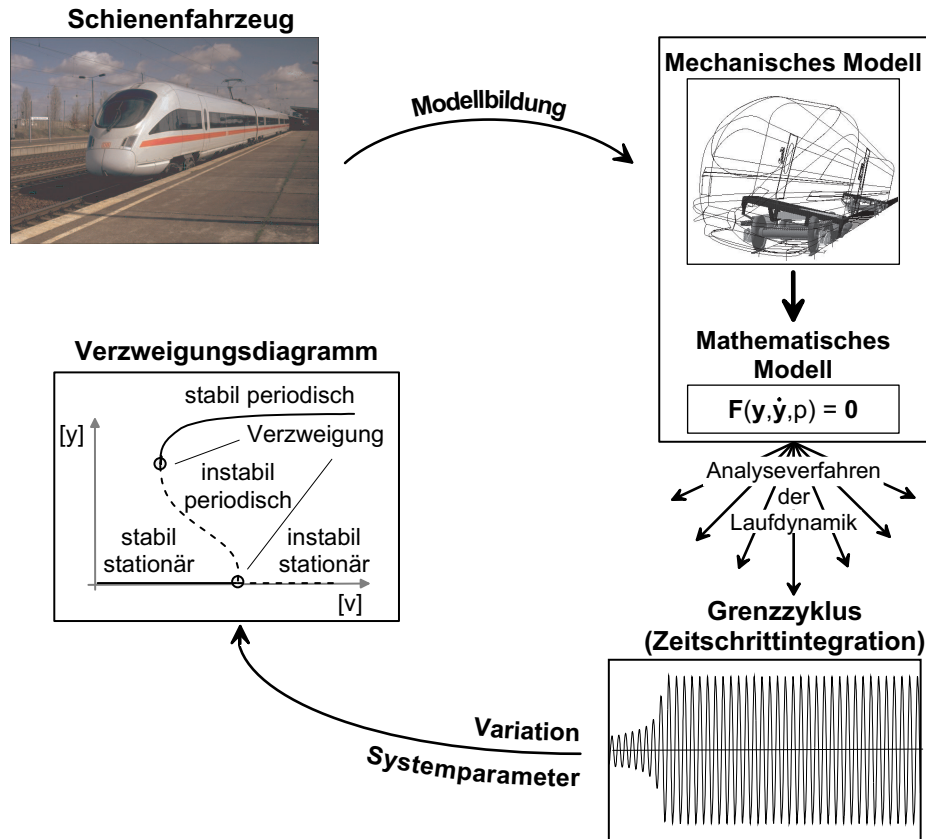 Schienenfahrzeug
Modellbildung
Mechanisches Modell
Mathematisches
Modell
F(y,ẏ,p) = 0
Analyseverfahren
der
Laufdynamik
Grenzzyklus
(Zeitschrittintegration)
Variation
Systemparameter
Verzweigungsdiagramm
stabil periodisch
[y]
Verzweigung
instabil
periodisch
stabil
stationär
instabil
stationär
[v]